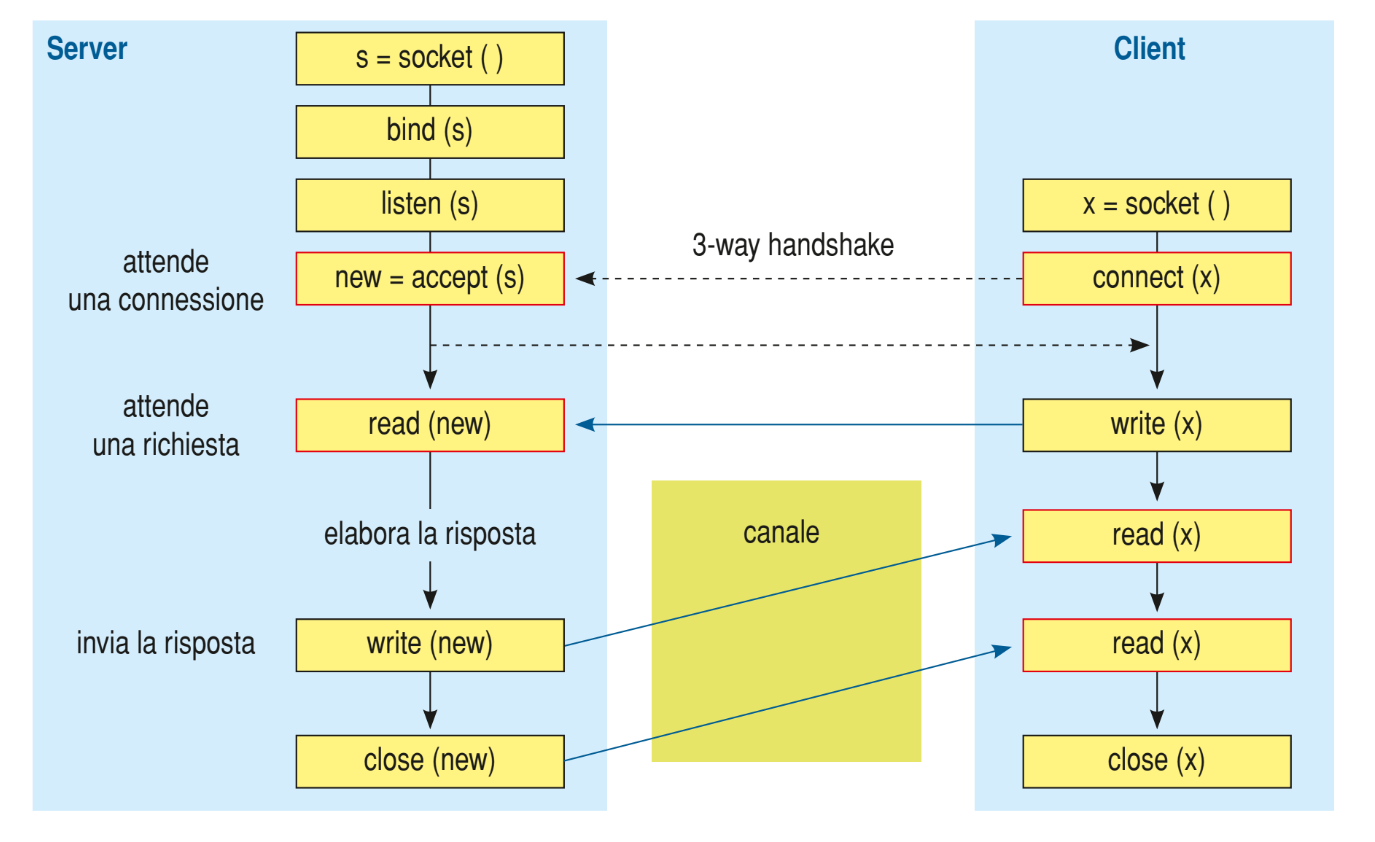 Server
s = socket ( )
bind (s)
listen (s)
attende
una connessione
new = accept (s)
attende
una richiesta
read (new)
elabora la risposta
invia la risposta
write (new)
close (new)
3-way handshake
canale
Client
x = socket ( )
connect (x)
write (x)
read (x)
read (x)
close (x)